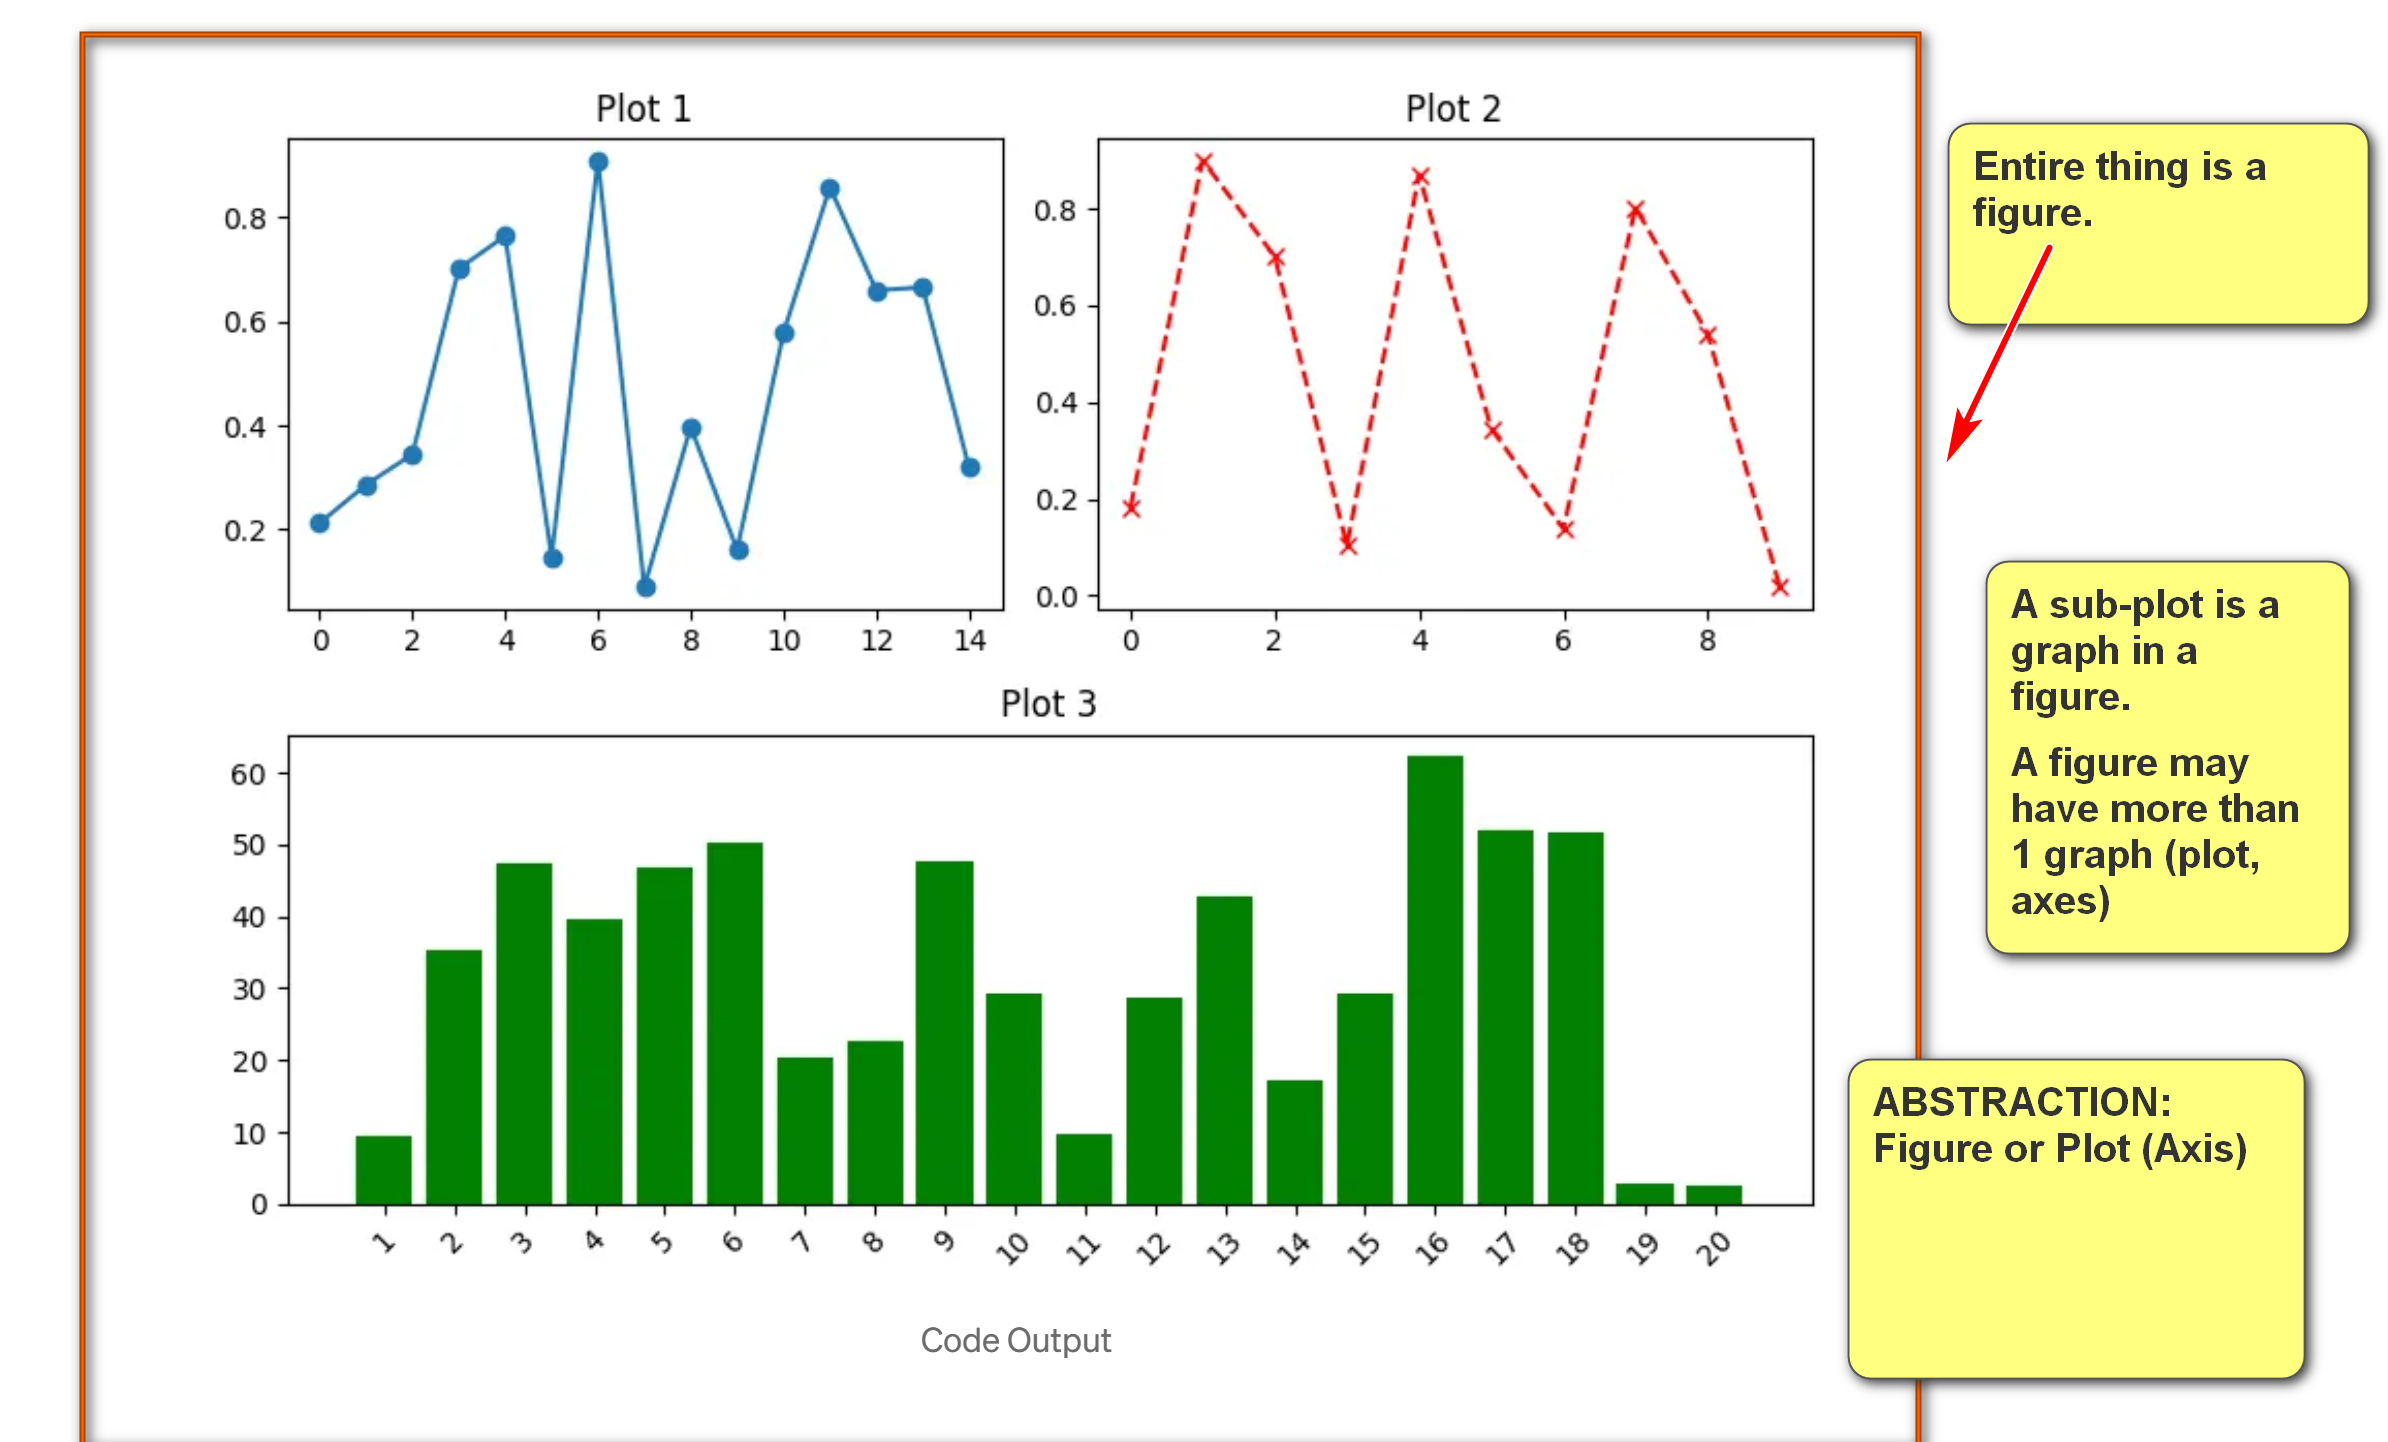 Plot 1
0.8
0.6
0.4
0.2
0 2 4 6 8 10 12 14
Plot 2
0.8
0.6
0.4
0.2
0.0
0 2 4 6 8
Plot 3
60
50
40
30
20
10
0
1 2 3 4 5 6 7 8 9 10 11 12 13 14 15 16 17 18 19 20
Code Output
Entire thing is a
figure.
A sub-plot is a
graph in a
figure.
A figure may
have more than
1 graph (plot,
axes)
ABSTRACTION:
Figure or Plot (Axis)